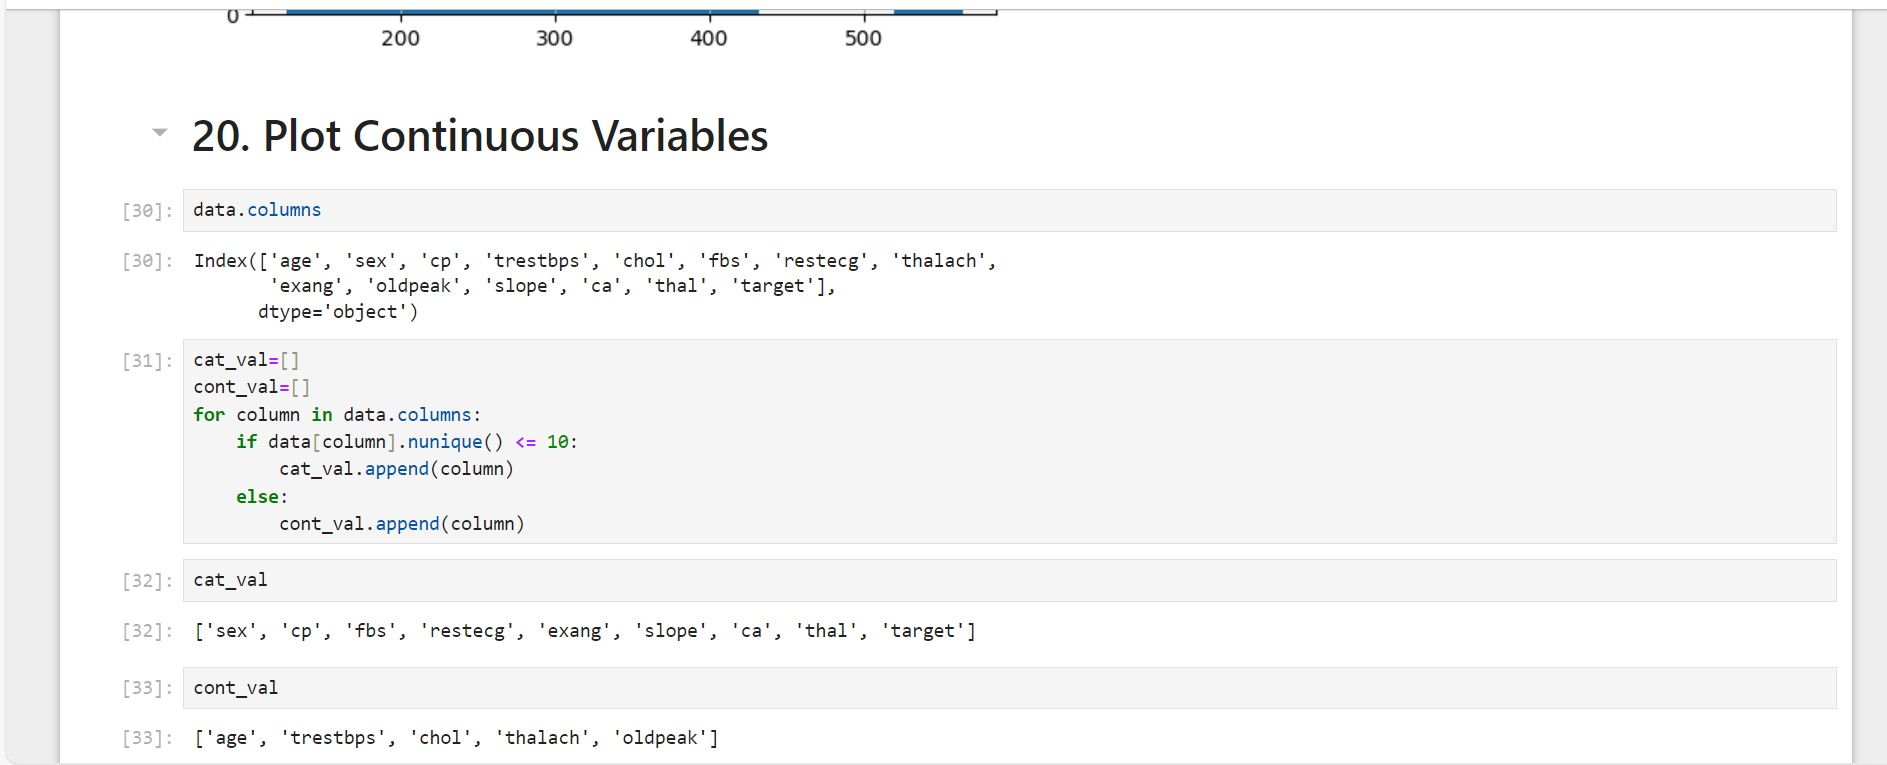 0
200 300 400 500
20. Plot Continuous Variables
[30]: data.columns
[30]: Index(['age', 'sex', 'cp', 'trestbps', 'chol', 'fbs', 'restecg', 'thalach',
       'exang', 'oldpeak', 'slope', 'ca', 'thal', 'target'],
      dtype='object')
[31]: cat_val=[]
cont_val=[]
for column in data.columns:
    if data[column].nunique() <= 10:
        cat_val.append(column)
    else:
        cont_val.append(column)
[32]: cat_val
[32]: ['sex', 'cp', 'fbs', 'restecg', 'exang', 'slope', 'ca', 'thal', 'target']
[33]: cont_val
[33]: ['age', 'trestbps', 'chol', 'thalach', 'oldpeak']